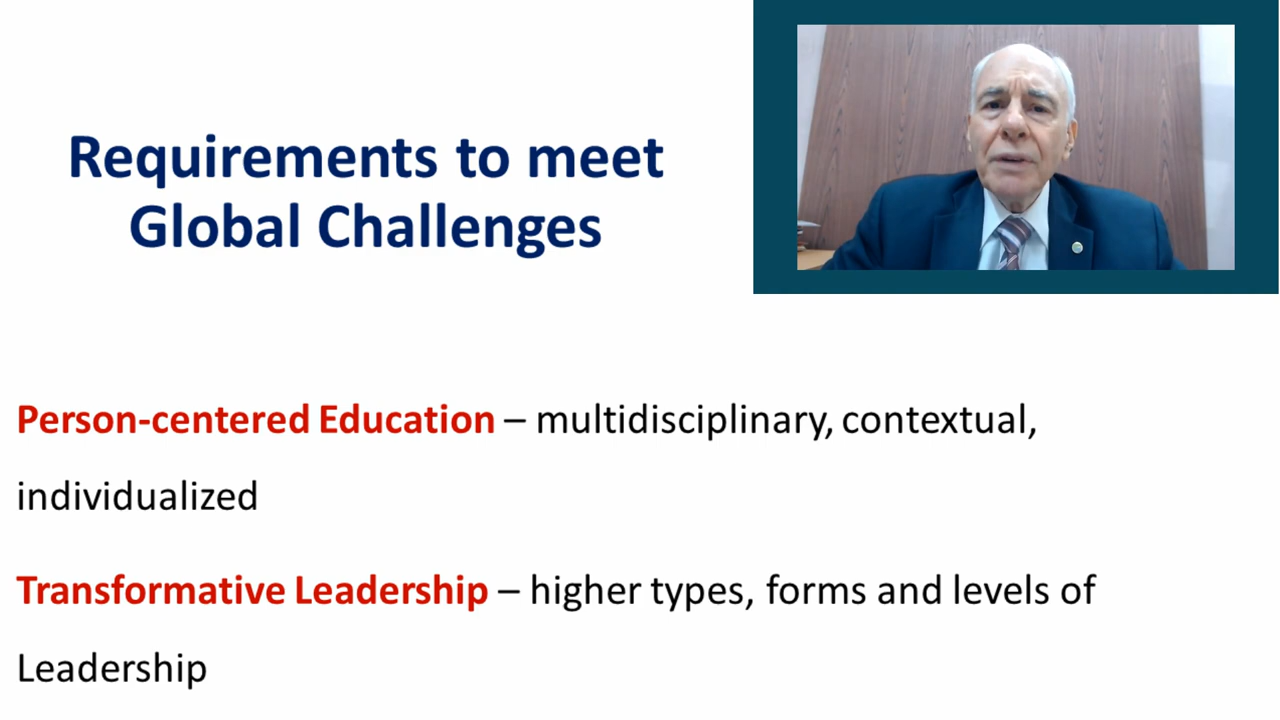 Requirements to meet
Global Challenges
Person-centered Education – multidisciplinary, contextual,
individualized
Transformative Leadership – higher types, forms and levels of
Leadership